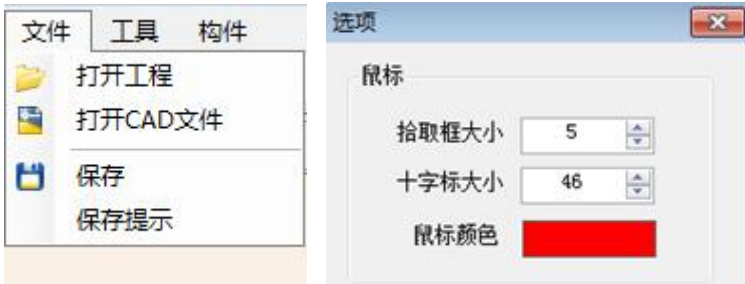 文件 工具 构件
打开工程
打开CAD文件
保存
保存提示
选项
鼠标
拾取框大小 5
十字标大小 46
鼠标颜色